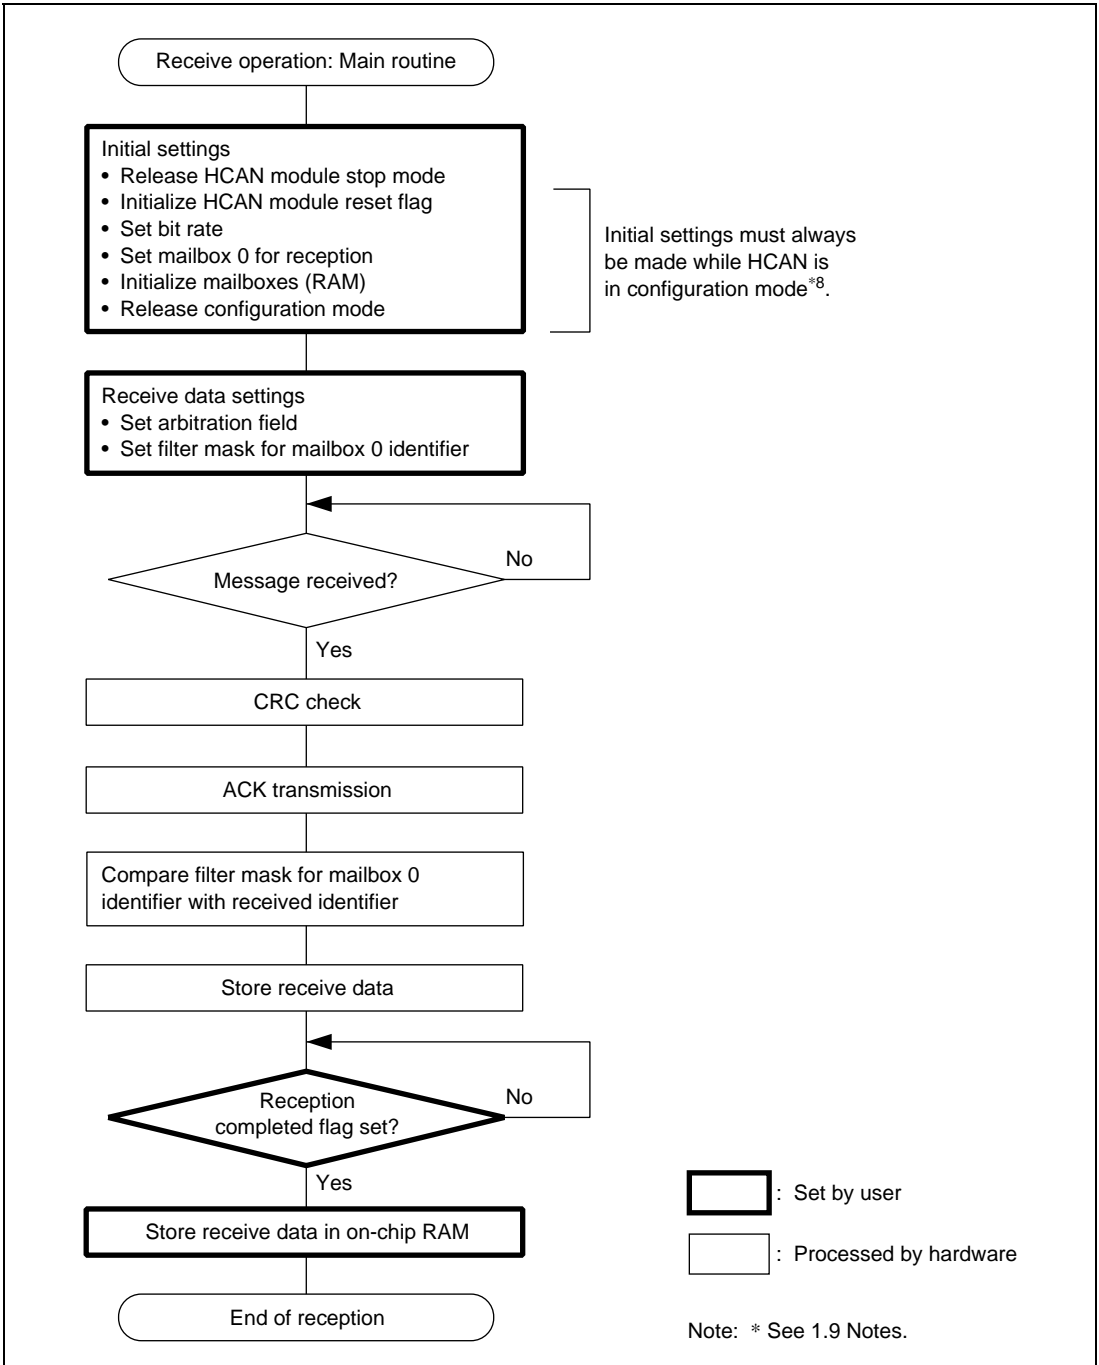 Receive operation: Main routine
Initial settings
• Release HCAN module stop mode
• Initialize HCAN module reset flag
• Set bit rate
• Set mailbox 0 for reception
• Initialize mailboxes (RAM)
• Release configuration mode
Initial settings must always
be made while HCAN is
in configuration mode*8.
Receive data settings
• Set arbitration field
• Set filter mask for mailbox 0 identifier
No
Message received?
Yes
CRC check
ACK transmission
Compare filter mask for mailbox 0
identifier with received identifier
Store receive data
No
Reception
completed flag set?
Yes
Store receive data in on-chip RAM
End of reception
: Set by user
: Processed by hardware
Note: * See 1.9 Notes.